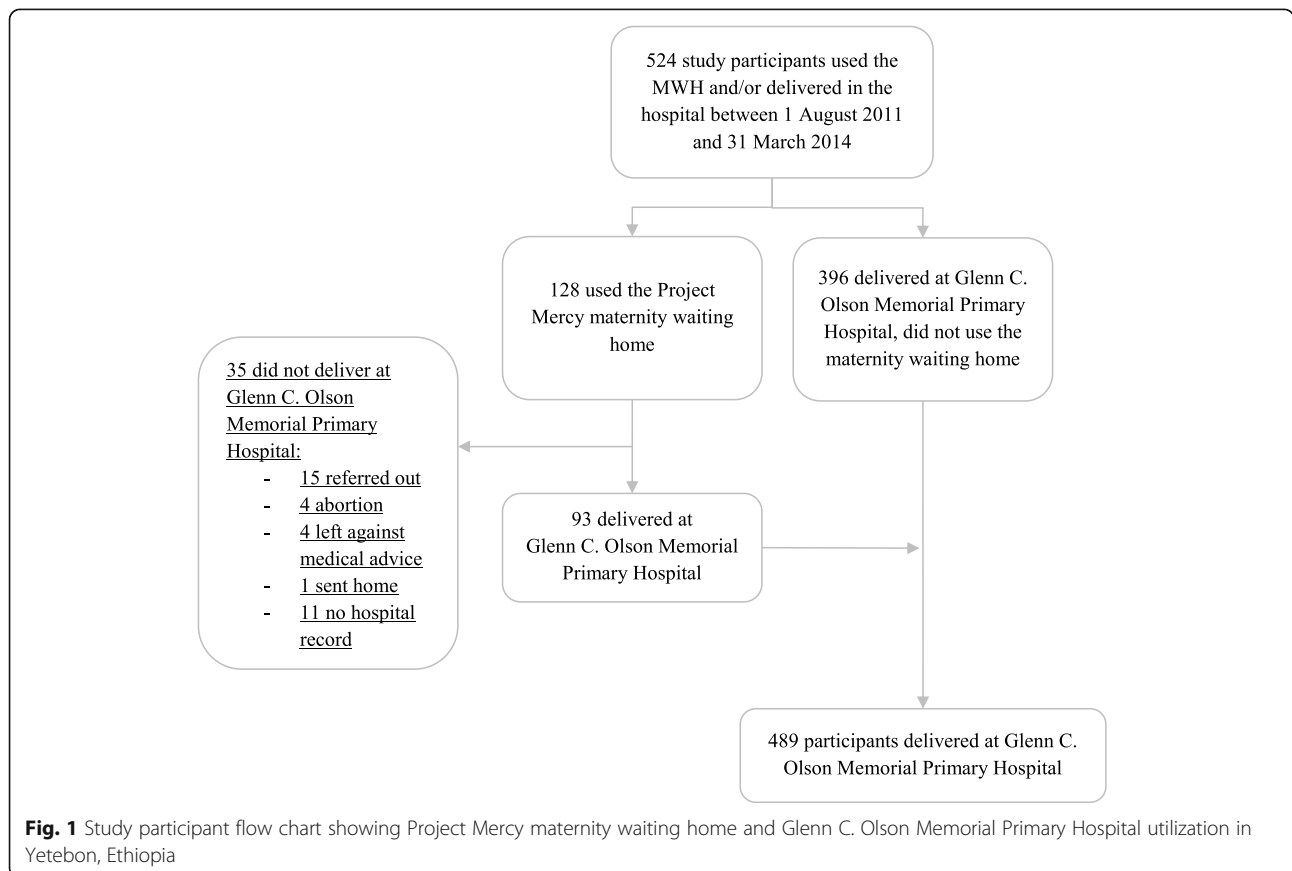 524 study participants used the
MWH and/or delivered in the
hospital between 1 August 2011
and 31 March 2014
128 used the Project
Mercy maternity waiting
home
396 delivered at Glenn C.
Olson Memorial Primary
Hospital, did not use the
maternity waiting home
35 did not deliver at
Glenn C. Olson
Memorial Primary
Hospital:
- 15 referred out
- 4 abortion
- 4 left against
medical advice
- 1 sent home
- 11 no hospital
record
93 delivered at
Glenn C. Olson Memorial
Primary Hospital
489 participants delivered at Glenn C.
Olson Memorial Primary Hospital
Fig. 1 Study participant flow chart showing Project Mercy maternity waiting home and Glenn C. Olson Memorial Primary Hospital utilization in
Yetebon, Ethiopia